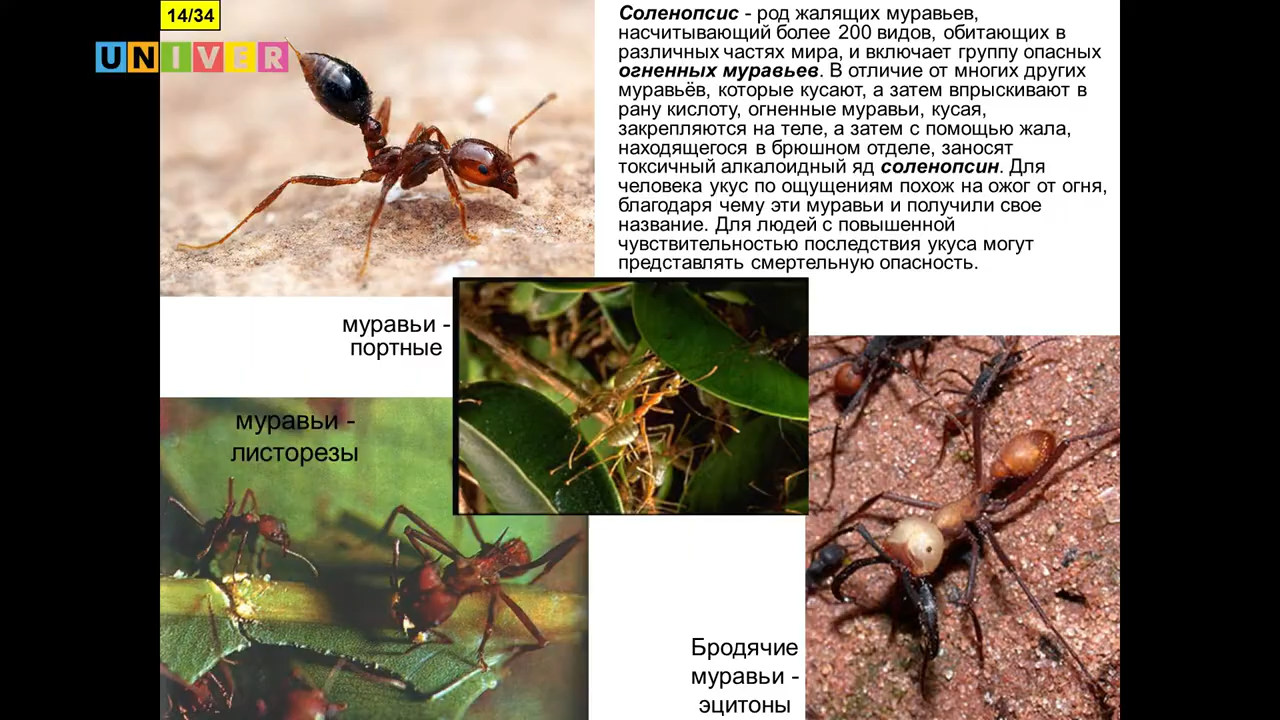 14/34
UNIVER
Соленопсис - род жалящих муравьев,
насчитывающий более 200 видов, обитающих в
различных частях мира, и включает группу опасных
огненных муравьев. В отличие от многих других
муравьёв, которые кусают, а затем впрыскивают в
рану кислоту, огненные муравьи, кусая,
закрепляются на теле, а затем с помощью жала,
находящегося в брюшном отделе, заносят
токсичный алкалоидный яд соленопсин. Для
человека укус по ощущениям похож на ожог от огня,
благодаря чему эти муравьи и получили свое
название. Для людей с повышенной
чувствительностью последствия укуса могут
представлять смертельную опасность.
муравьи -
портные
муравьи -
листорезы
Бродячие
муравьи -
эцитоны